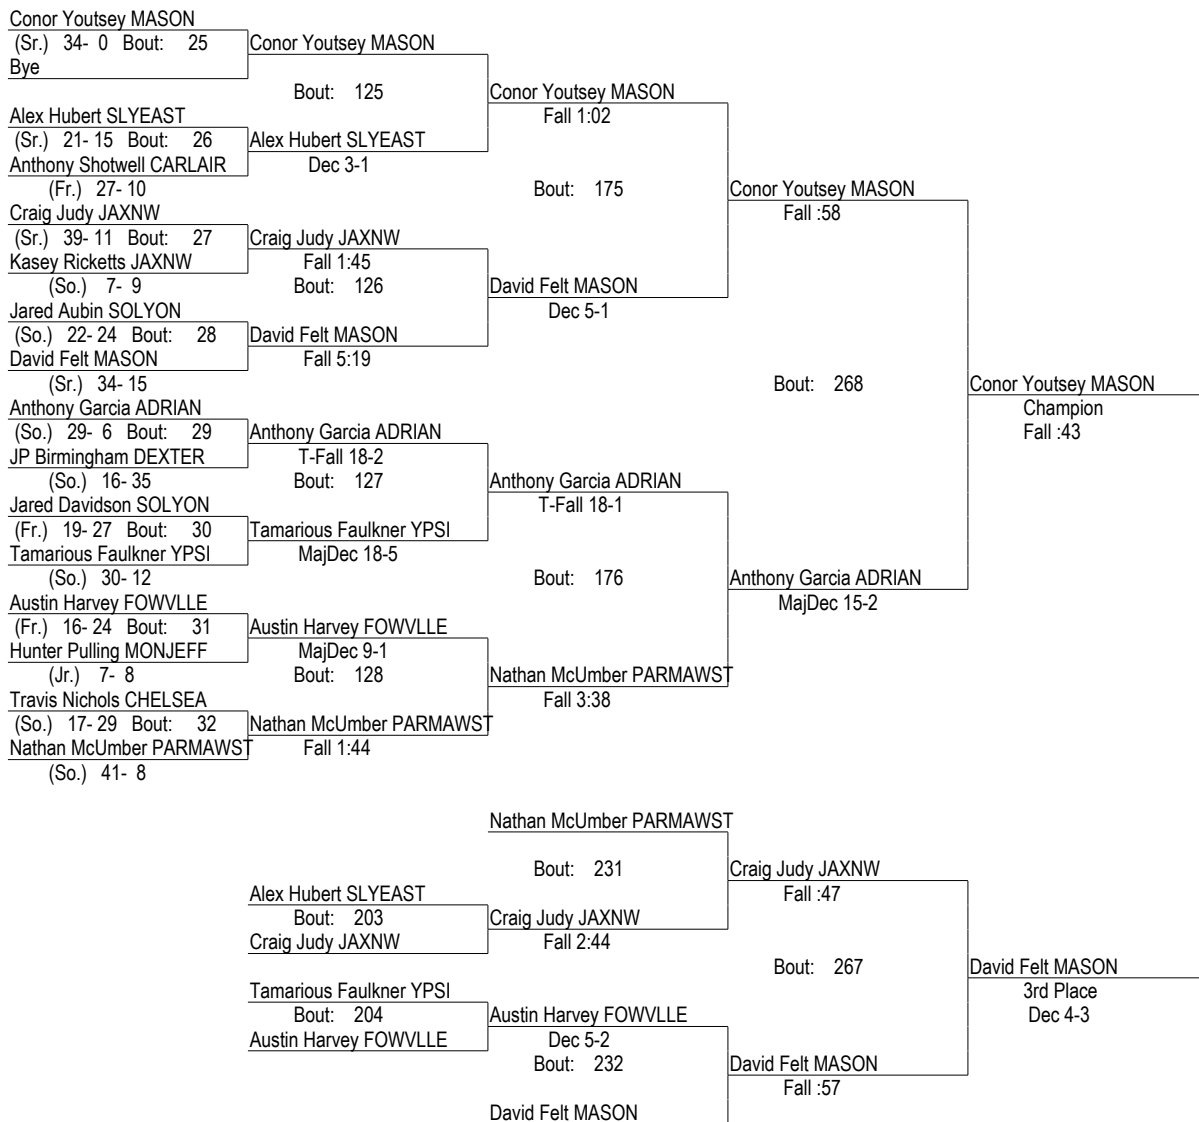 Conor Youtsey MASON
(Sr.) 34- 0 Bout: 25 Conor Youtsey MASON
Bye
Bout: 125 Conor Youtsey MASON
Alex Hubert SLYEAST Fall 1:02
(Sr.) 21- 15 Bout: 26 Alex Hubert SLYEAST
Anthony Shotwell CARLAIR Dec 3-1
(Fr.) 27- 10 Bout: 175 Conor Youtsey MASON
Craig Judy JAXNW Fall :58
(Sr.) 39- 11 Bout: 27 Craig Judy JAXNW
Kasey Ricketts JAXNW Fall 1:45
(So.) 7- 9 Bout: 126 David Felt MASON
Jared Aubin SOLYON Dec 5-1
(So.) 22- 24 Bout: 28 David Felt MASON
David Felt MASON Fall 5:19
(Sr.) 34- 15 Bout: 268 Conor Youtsey MASON
Anthony Garcia ADRIAN Champion
(So.) 29- 6 Bout: 29 Anthony Garcia ADRIAN Fall :43
JP Birmingham DEXTER T-Fall 18-2
(So.) 16- 35 Bout: 127 Anthony Garcia ADRIAN
Jared Davidson SOLYON T-Fall 18-1
(Fr.) 19- 27 Bout: 30 Tamarious Faulkner YPSI
Tamarious Faulkner YPSI MajDec 18-5
(So.) 30- 12 Bout: 176 Anthony Garcia ADRIAN
Austin Harvey FOWVLLE MajDec 15-2
(Fr.) 16- 24 Bout: 31 Austin Harvey FOWVLLE
Hunter Pulling MONJEFF MajDec 9-1
(Jr.) 7- 8 Bout: 128 Nathan McUmber PARMAWST
Travis Nichols CHELSEA Fall 3:38
(So.) 17- 29 Bout: 32 Nathan McUmber PARMAWST
Nathan McUmber PARMAWST Fall 1:44
(So.) 41- 8
Nathan McUmber PARMAWST
Bout: 231 Craig Judy JAXNW
Alex Hubert SLYEAST Fall :47
Bout: 203 Craig Judy JAXNW
Craig Judy JAXNW Fall 2:44
Bout: 267 David Felt MASON
Tamarious Faulkner YPSI 3rd Place
Bout: 204 Austin Harvey FOWVLLE Dec 4-3
Austin Harvey FOWVLLE Dec 5-2
Bout: 232 David Felt MASON
Fall :57
David Felt MASON